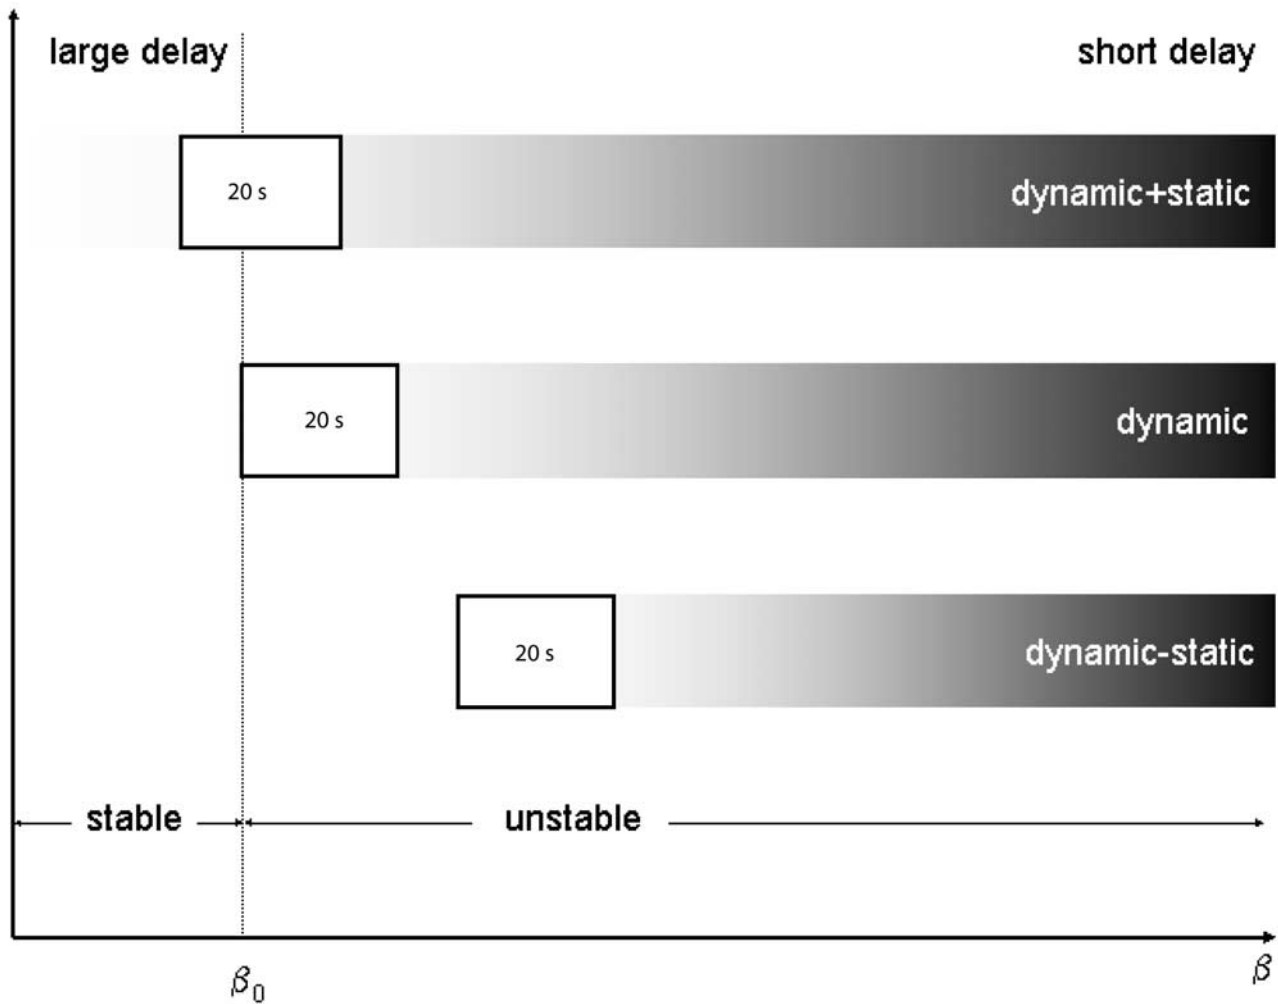 large delay
short delay
20 s
dynamic+static
20 s
dynamic
20 s
dynamic-static
stable
unstable
β
β₀